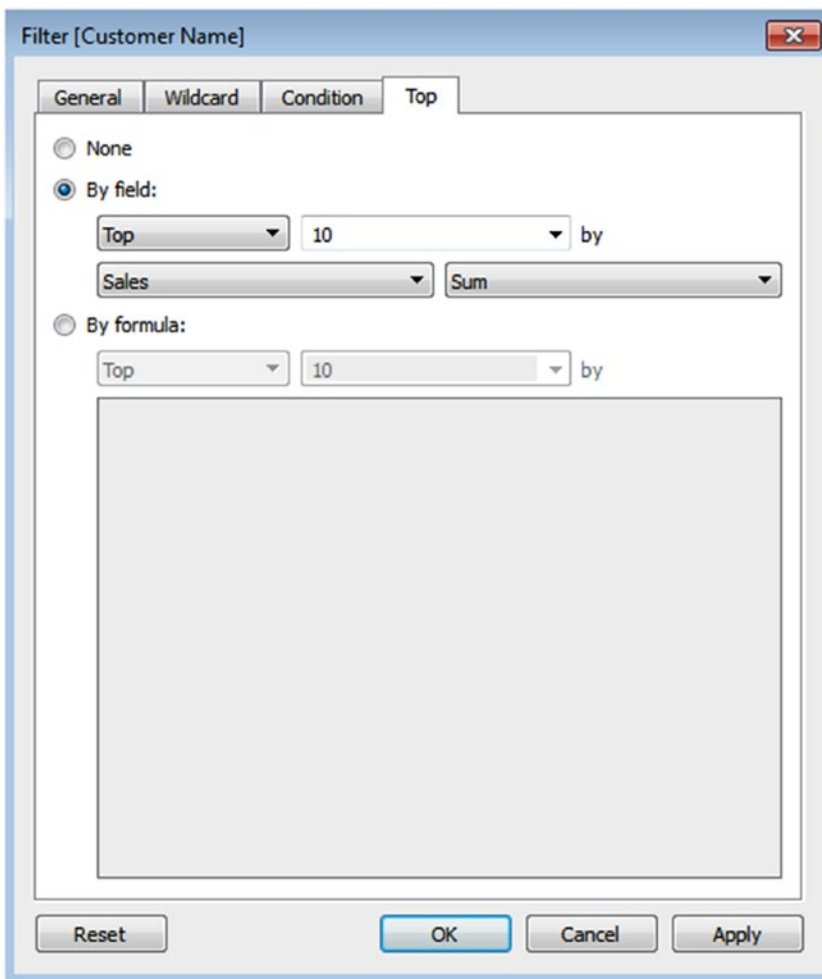 Filter [Customer Name]
General Wildcard Condition Top
None
By field:
Top 10 by
Sales Sum
By formula:
Top 10 by
Reset OK Cancel Apply